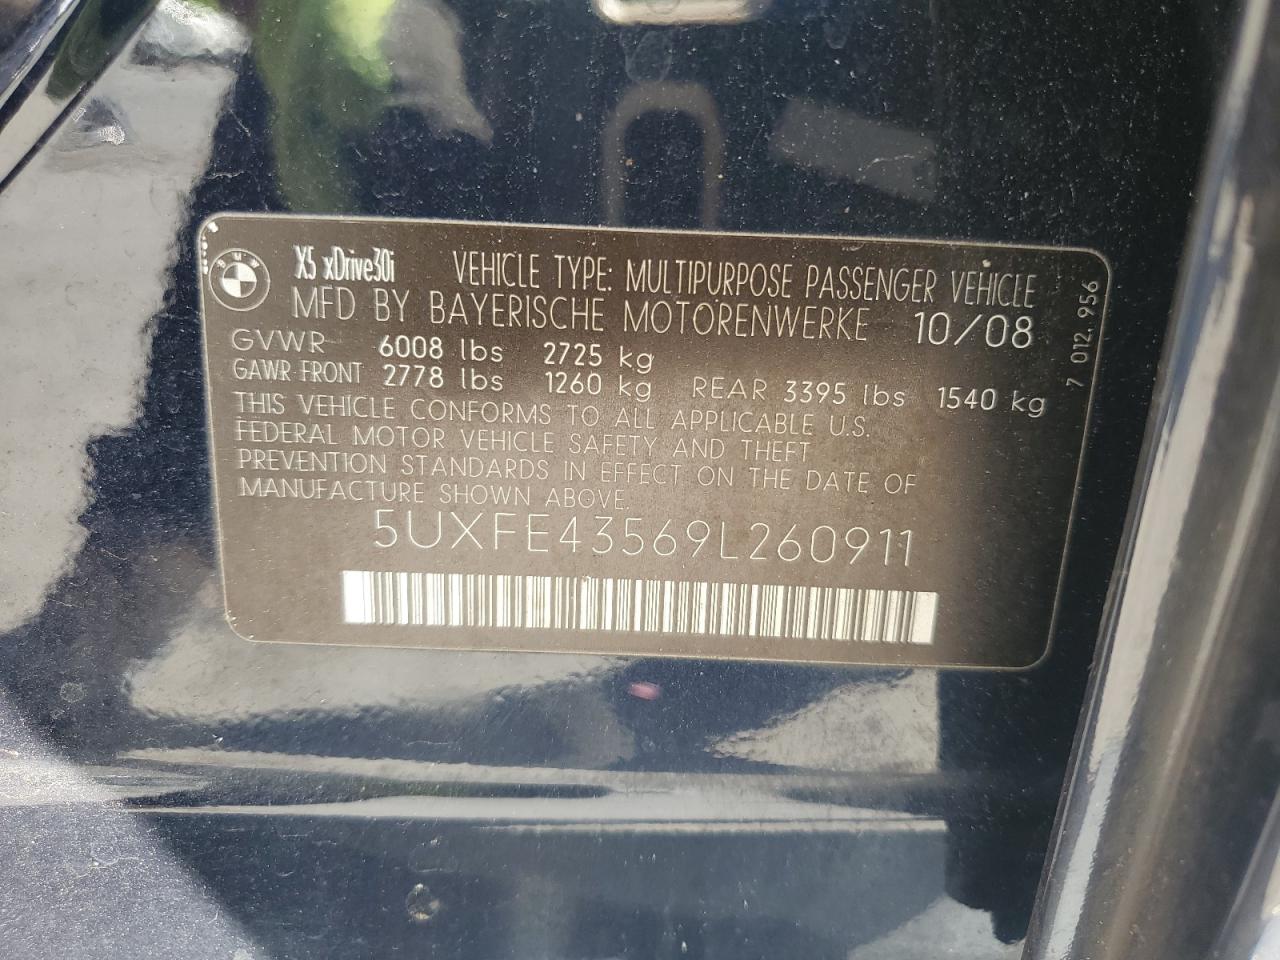 BMW
X5 xDrive30i VEHICLE TYPE: MULTIPURPOSE PASSENGER VEHICLE
MFD BY BAYERISCHE MOTORENWERKE 10/08
GVWR 6008 lbs 2725 kg
GAWR FRONT 2778 lbs 1260 kg REAR 3395 lbs 1540 kg
THIS VEHICLE CONFORMS TO ALL APPLICABLE U.S.
FEDERAL MOTOR VEHICLE SAFETY AND THEFT
PREVENTION STANDARDS IN EFFECT ON THE DATE OF
MANUFACTURE SHOWN ABOVE.
5UXFE43569L260911
7 012.956